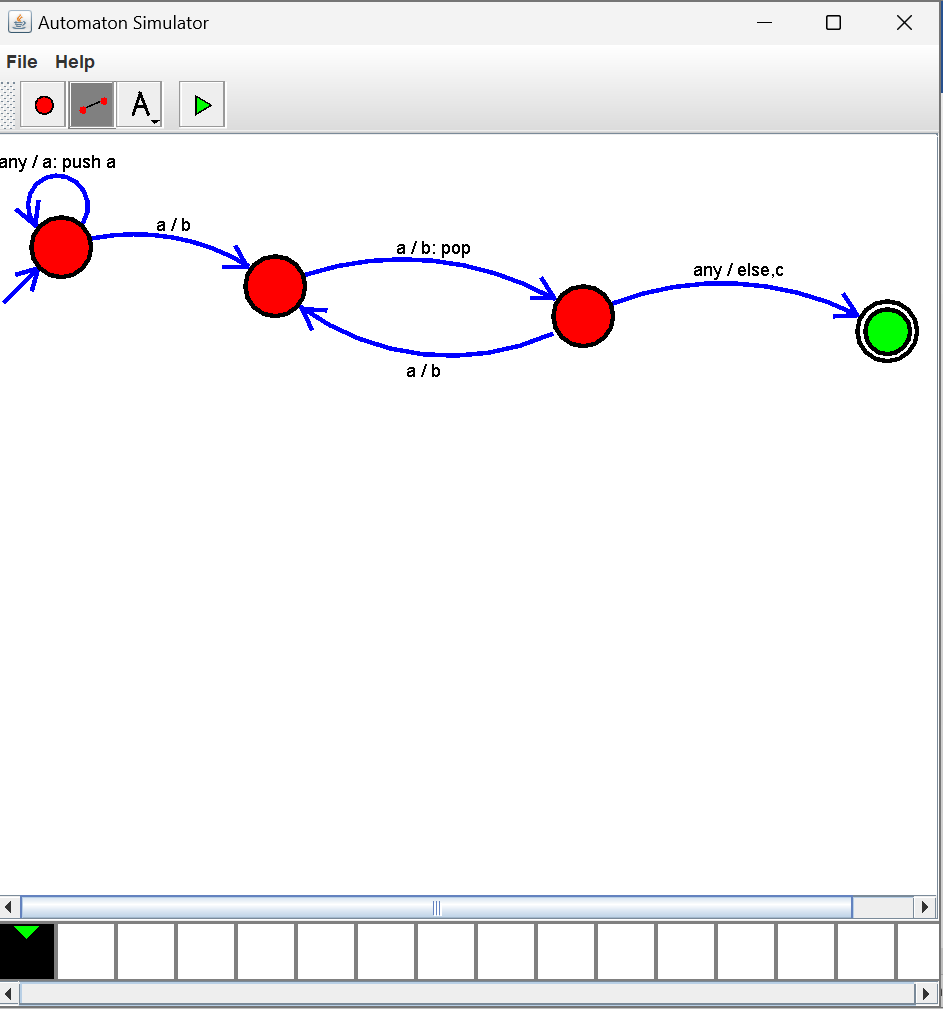 Automaton Simulator
File Help
A
any / a: push a
a / b
a / b: pop
any / else,c
a / b